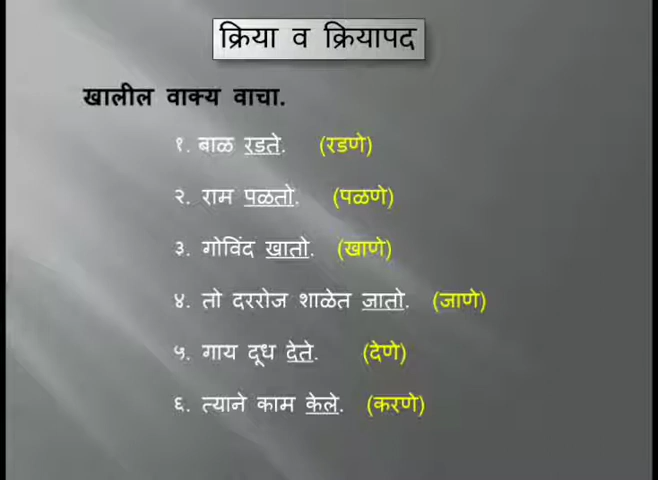 क्रिया व क्रियापद
खालील वाक्य वाचा.
१. बाळ रडते. (रडणे)
२. राम पळतो. (पळणे)
३. गोविंद खातो. (खाणे)
४. तो दररोज शाळेत जातो. (जाणे)
५. गाय दूध देते. (देणे)
६. त्याने काम केले. (करणे)